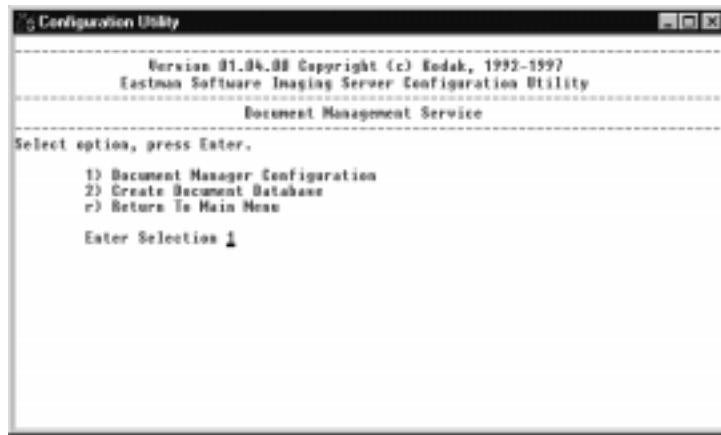 Configuration Utility
Version 01.04.00 Copyright (c) Kodak, 1992-1997
Eastman Software Imaging Server Configuration Utility
Document Management Service
Select option, press Enter.
1) Document Manager Configuration
2) Create Document Database
r) Return To Main Menu
Enter Selection 1